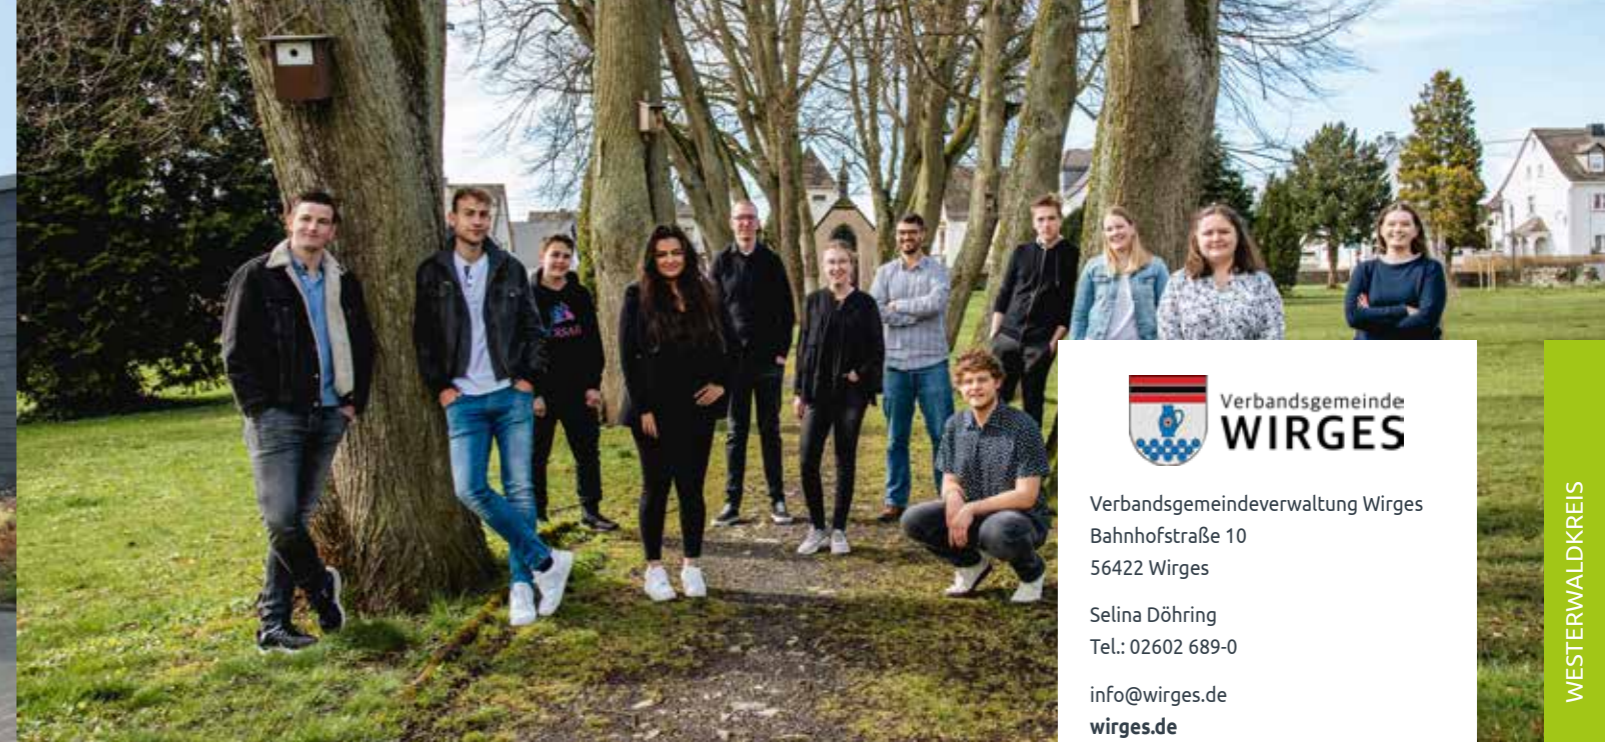 Verbandsgemeinde
WIRGES
Verbandsgemeindeverwaltung Wirges
Bahnhofstraße 10
56422 Wirges
Selina Döhring
Tel.: 02602 689-0
info@wirges.de
wirges.de
WESTERWALDKREIS